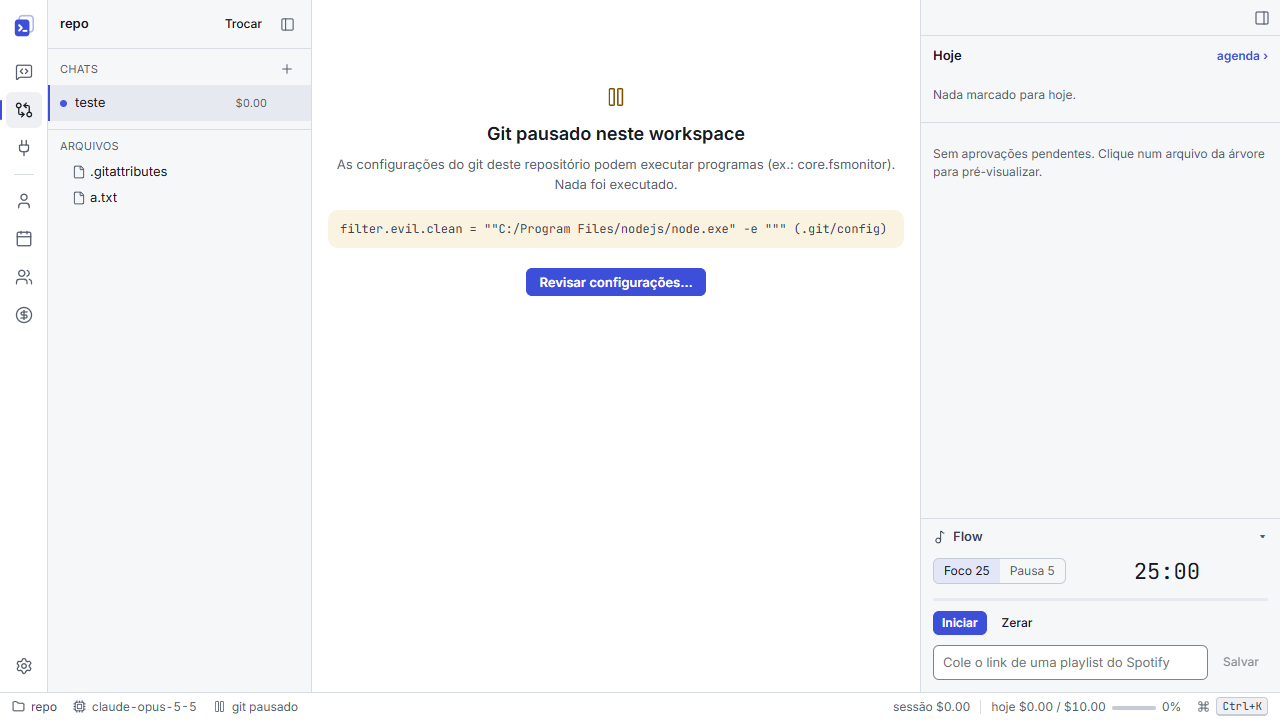 repo
Trocar
CHATS
teste
$0.00
ARQUIVOS
.gitattributes
a.txt
Git pausado neste workspace
As configurações do git deste repositório podem executar programas (ex.: core.fsmonitor).
Nada foi executado.
filter.evil.clean = ""C:/Program Files/nodejs/node.exe" -e """ (.git/config)
Revisar configurações...
Hoje
agenda ›
Nada marcado para hoje.
Sem aprovações pendentes. Clique num arquivo da árvore
para pré-visualizar.
Flow
Foco 25
Pausa 5
25:00
Iniciar
Zerar
Cole o link de uma playlist do Spotify
Salvar
repo
claude-opus-5-5
git pausado
sessão $0.00
hoje $0.00 / $10.00
0%
⌘
Ctrl+K